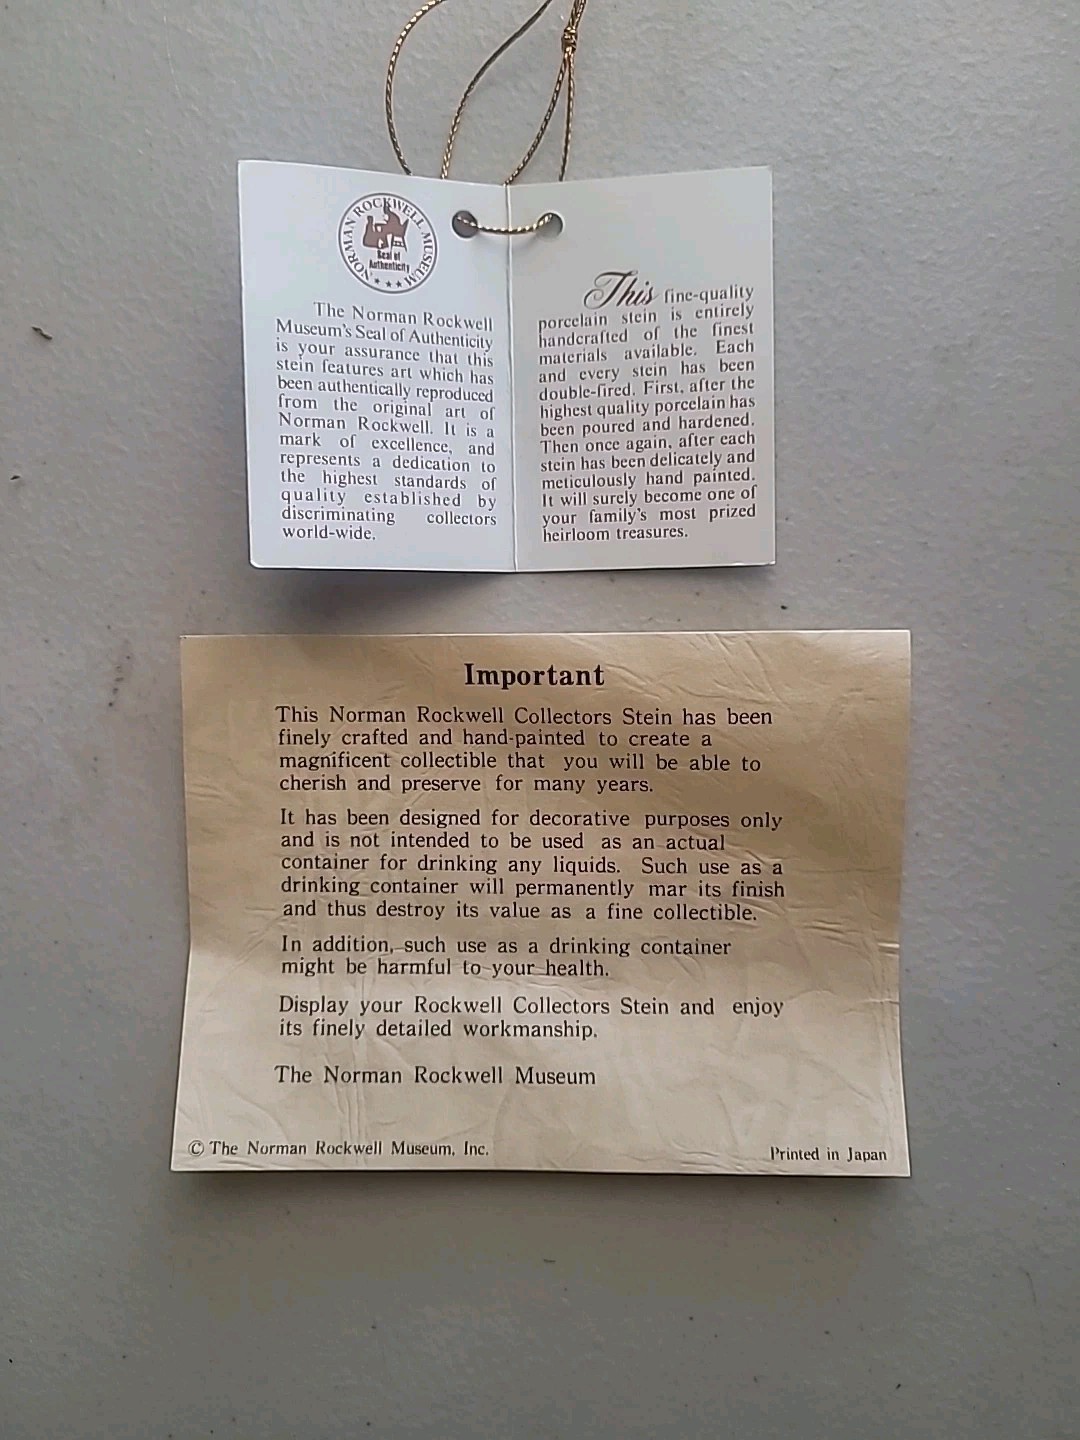 NORMAN ROCKWELL MUSEUM
Seal of
Authenticity
The Norman Rockwell
Museum's Seal of Authenticity
is your assurance that this
stein features art which has
been authentically reproduced
from the original art of
Norman Rockwell. It is a
mark of excellence, and
represents a dedication to
the highest standards of
quality established by
discriminating collectors
world-wide.
This fine-quality
porcelain stein is entirely
handcrafted of the finest
materials available. Each
and every stein has been
double-fired. First, after the
highest quality porcelain has
been poured and hardened.
Then once again, after each
stein has been delicately and
meticulously hand painted.
It will surely become one of
your family's most prized
heirloom treasures.
Important
This Norman Rockwell Collectors Stein has been
finely crafted and hand-painted to create a
magnificent collectible that you will be able to
cherish and preserve for many years.
It has been designed for decorative purposes only
and is not intended to be used as an actual
container for drinking any liquids. Such use as a
drinking container will permanently mar its finish
and thus destroy its value as a fine collectible.
In addition, such use as a drinking container
might be harmful to your health.
Display your Rockwell Collectors Stein and enjoy
its finely detailed workmanship.
The Norman Rockwell Museum
© The Norman Rockwell Museum, Inc.
Printed in Japan